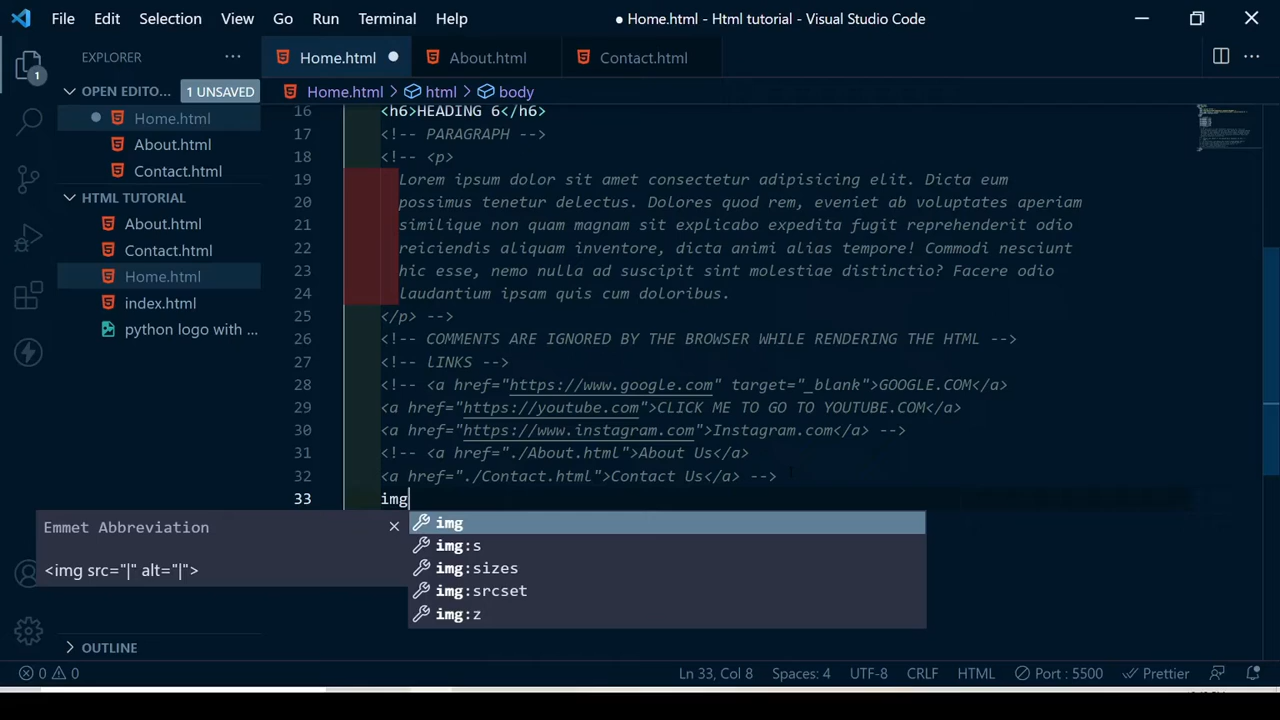 File Edit Selection View Go Run Terminal Help ● Home.html - Html tutorial - Visual Studio Code
EXPLORER ···
Home.html About.html Contact.html
1
OPEN EDITO... 1 UNSAVED
Home.html > html > body
Home.html
About.html
Contact.html
HTML TUTORIAL
About.html
Contact.html
Home.html
index.html
python logo with ...
OUTLINE
16 <h6>HEADING 6</h6>
17 <!-- PARAGRAPH -->
18 <!-- <p>
19 Lorem ipsum dolor sit amet consectetur adipisicing elit. Dicta eum
20 possimus tenetur delectus. Dolores quod rem, eveniet ab voluptates aperiam
21 similique non quam magnam sit explicabo expedita fugit reprehenderit odio
22 reiciendis aliquam inventore, dicta animi alias tempore! Commodi nesciunt
23 hic esse, nemo nulla ad suscipit sint molestiae distinctio? Facere odio
24 laudantium ipsam quis cum doloribus.
25 </p> -->
26 <!-- COMMENTS ARE IGNORED BY THE BROWSER WHILE RENDERING THE HTML -->
27 <!-- lINKS -->
28 <!-- <a href="https://www.google.com" target="_blank">GOOGLE.COM</a>
29 <a href="https://youtube.com">CLICK ME TO GO TO YOUTUBE.COM</a>
30 <a href="https://www.instagram.com">Instagram.com</a> -->
31 <!-- <a href="./About.html">About Us</a>
32 <a href="./Contact.html">Contact Us</a> -->
33 img
Emmet Abbreviation
<img src="|" alt="|">
img
img:s
img:sizes
img:srcset
img:z
0 0 Ln 33, Col 8 Spaces: 4 UTF-8 CRLF HTML Port : 5500 Prettier